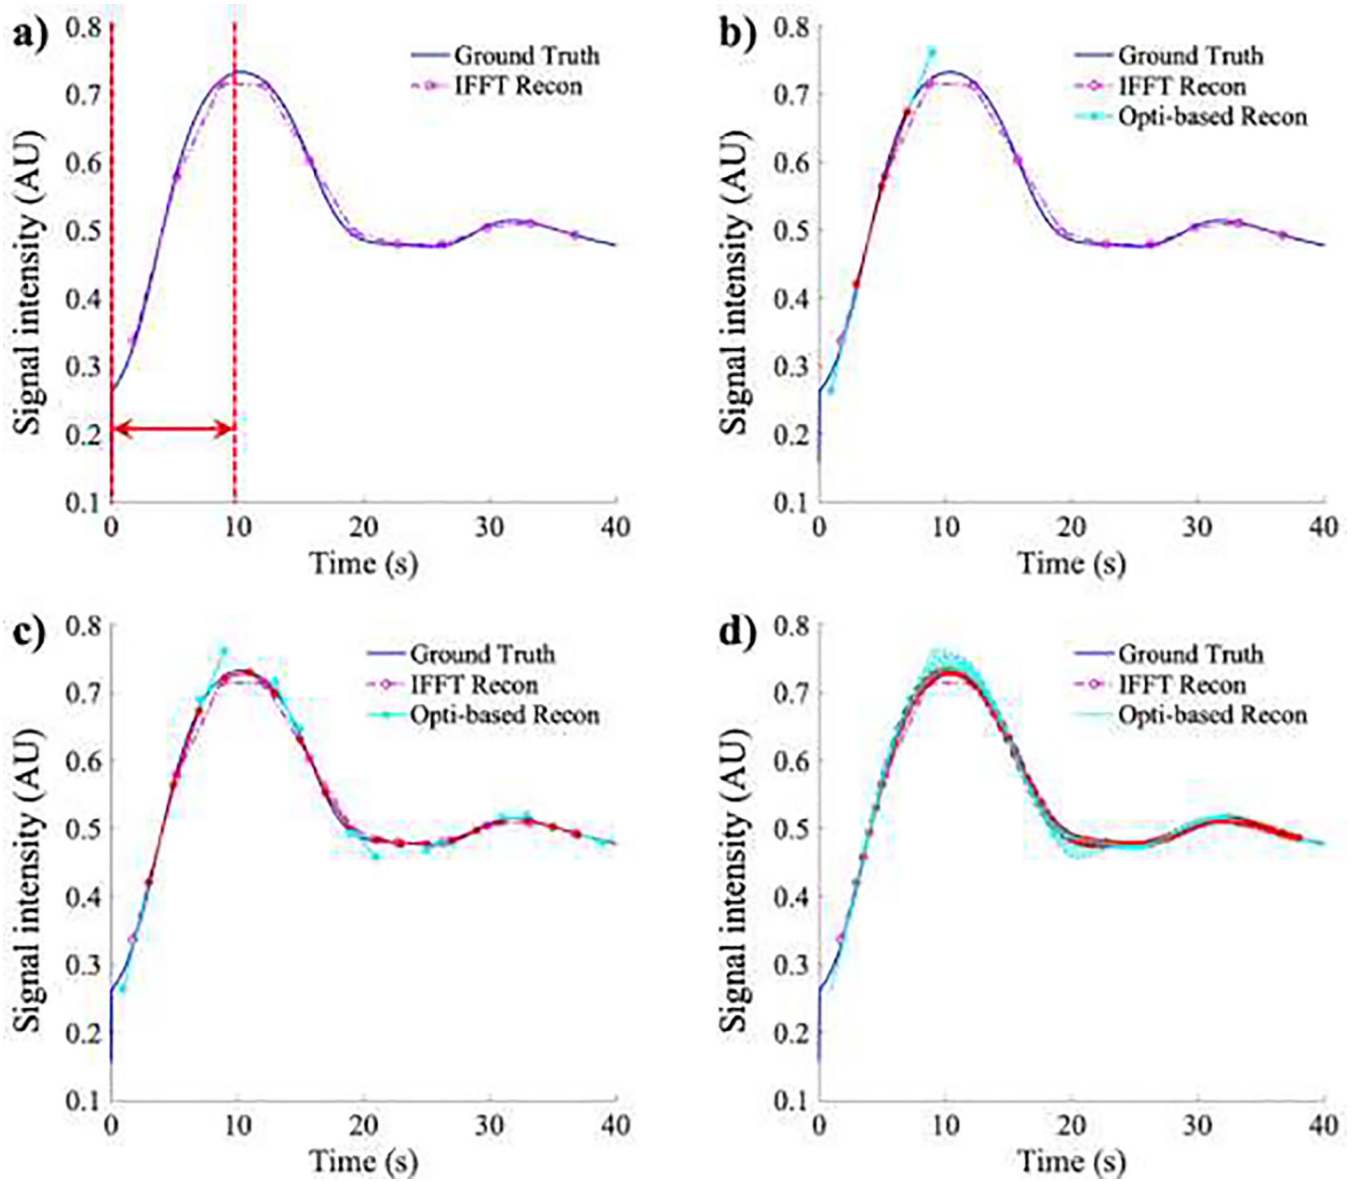 a)
0.8
0.7
0.6
0.5
0.4
0.3
0.2
0.1
Signal intensity (AU)
Ground Truth
IFFT Recon
0 10 20 30 40
Time (s)
b)
0.8
0.7
0.6
0.5
0.4
0.3
0.2
0.1
Signal intensity (AU)
Ground Truth
IFFT Recon
Opti-based Recon
0 10 20 30 40
Time (s)
c)
0.8
0.7
0.6
0.5
0.4
0.3
0.2
0.1
Signal intensity (AU)
Ground Truth
IFFT Recon
Opti-based Recon
0 10 20 30 40
Time (s)
d)
0.8
0.7
0.6
0.5
0.4
0.3
0.2
0.1
Signal intensity (AU)
Ground Truth
IFFT Recon
Opti-based Recon
0 10 20 30 40
Time (s)